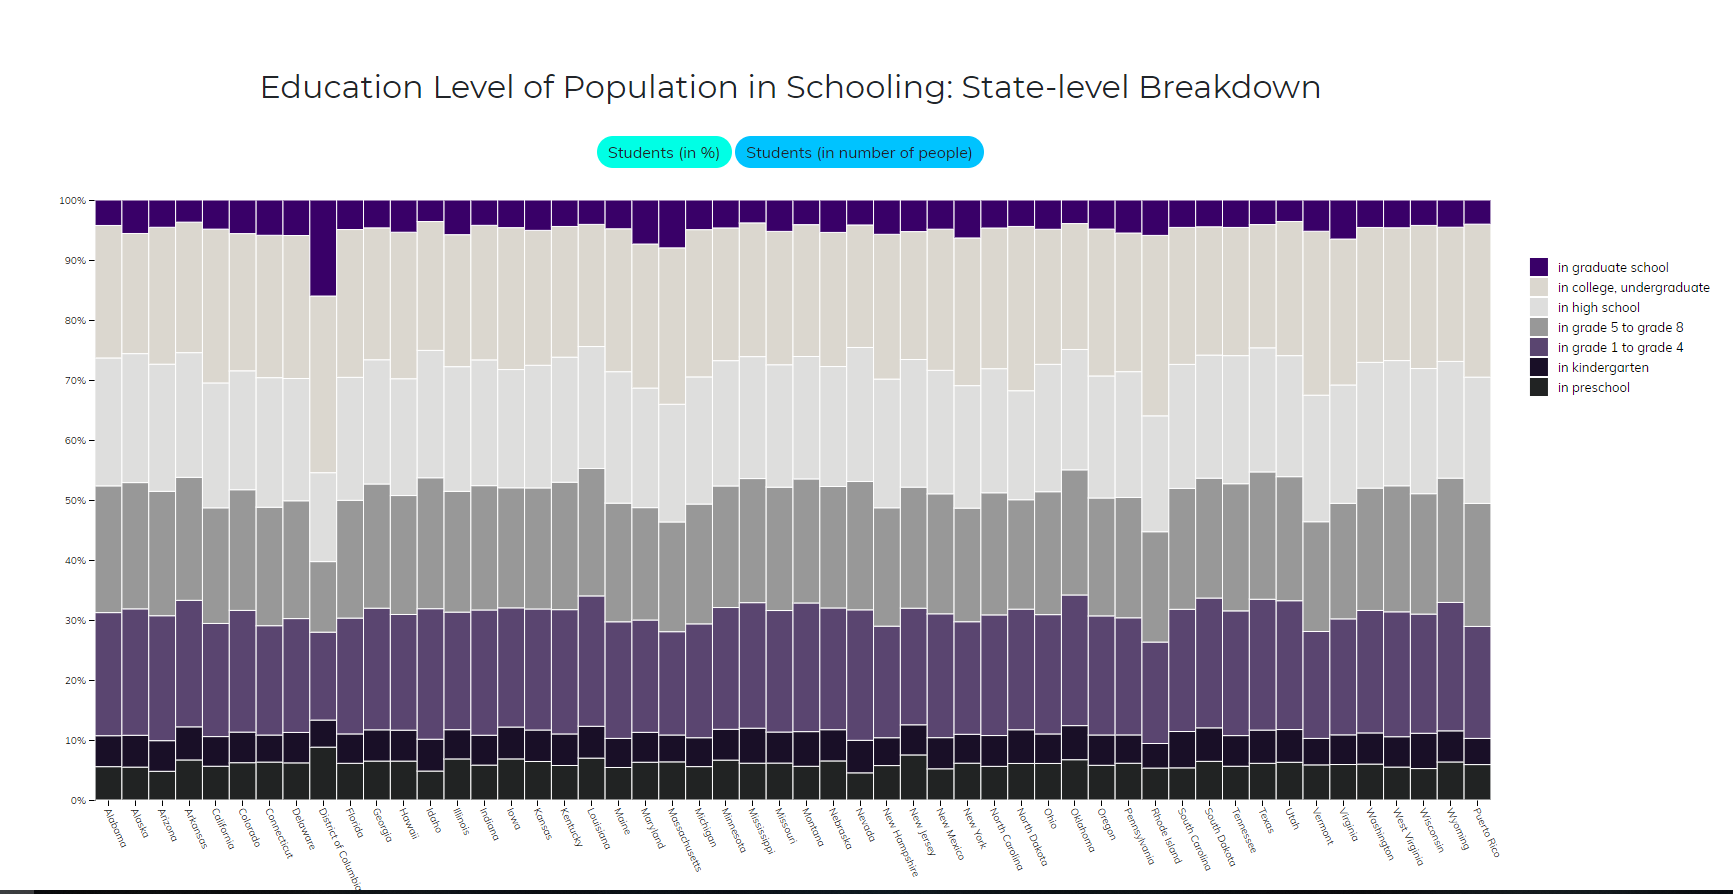 Education Level of Population in Schooling: State-level Breakdown
Students (in %)
Students (in number of people)
100%
90%
80%
70%
60%
50%
40%
30%
20%
10%
0%
in graduate school
in college, undergraduate
in high school
in grade 5 to grade 8
in grade 1 to grade 4
in kindergarten
in preschool
Alabama
Alaska
Arizona
Arkansas
California
Colorado
Connecticut
Delaware
District of Columbia
Florida
Georgia
Hawaii
Idaho
Illinois
Indiana
Iowa
Kansas
Kentucky
Louisiana
Maine
Maryland
Massachusetts
Michigan
Minnesota
Mississippi
Missouri
Montana
Nebraska
Nevada
New Hampshire
New Jersey
New Mexico
New York
North Carolina
North Dakota
Ohio
Oklahoma
Oregon
Pennsylvania
Rhode Island
South Carolina
South Dakota
Tennessee
Texas
Utah
Vermont
Virginia
Washington
West Virginia
Wisconsin
Wyoming
Puerto Rico